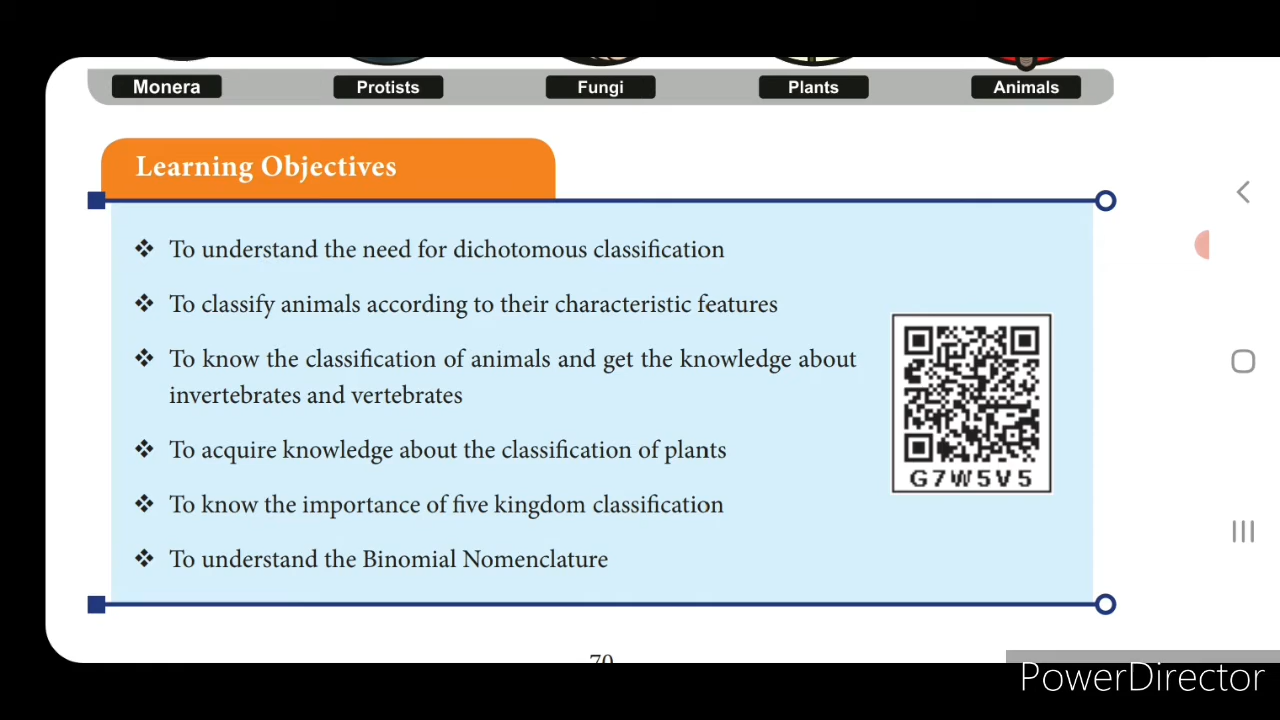 Monera Protists Fungi Plants Animals
Learning Objectives
❖ To understand the need for dichotomous classification
❖ To classify animals according to their characteristic features
❖ To know the classification of animals and get the knowledge about
invertebrates and vertebrates
❖ To acquire knowledge about the classification of plants
❖ To know the importance of five kingdom classification
❖ To understand the Binomial Nomenclature
G7W5V5
70
PowerDirector